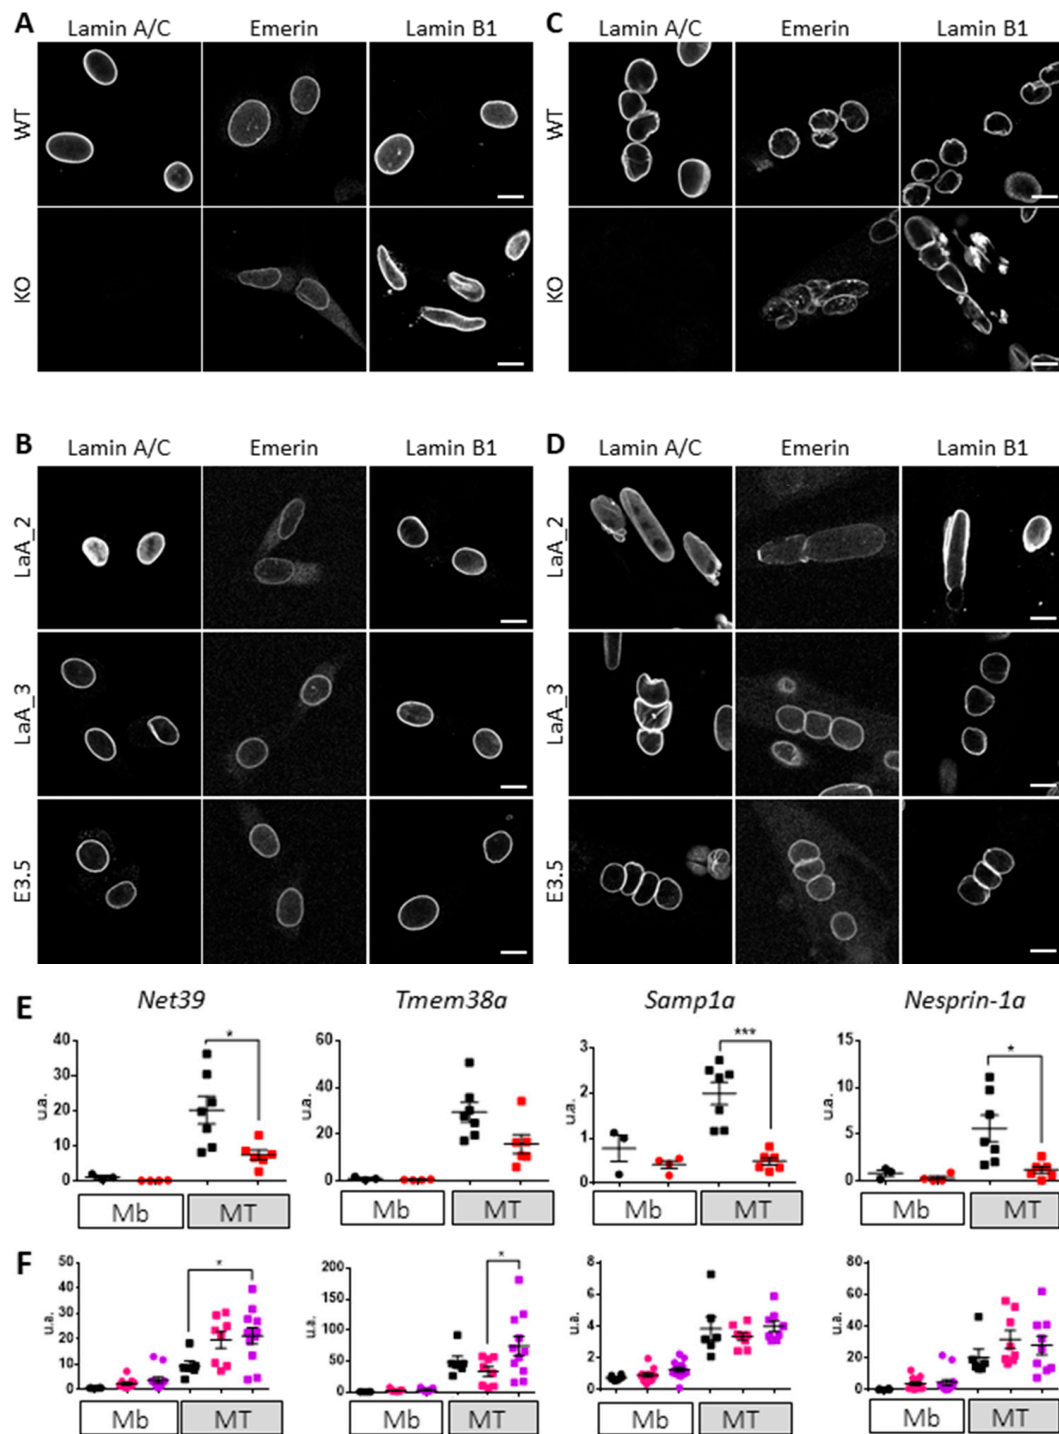 A Lamin A/C Emerin Lamin B1
WT
KO
C Lamin A/C Emerin Lamin B1
WT
KO
B Lamin A/C Emerin Lamin B1
LaA_2
LaA_3
E3.5
D Lamin A/C Emerin Lamin B1
LaA_2
LaA_3
E3.5
E Net39 Tmem38a Samp1a Nesprin-1a
40
30
20
10
0
u.a.
*
Mb MT
60
40
20
0
u.a.
Mb MT
3
2
1
0
u.a.
***
Mb MT
15
10
5
0
u.a.
*
Mb MT
F
50
40
30
20
10
0
u.a.
*
Mb MT
200
150
100
50
0
u.a.
*
Mb MT
8
6
4
2
0
u.a.
Mb MT
80
60
40
20
0
u.a.
Mb MT